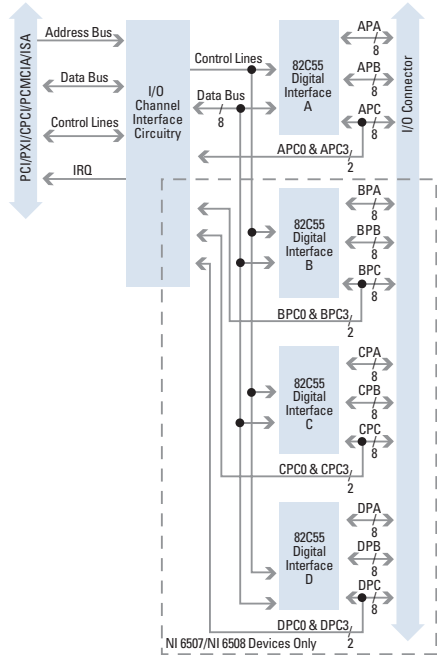 PCI/PXI/CPCI/PCMCIA/ISA
Address Bus
Data Bus
Control Lines
IRQ
I/O
Channel
Interface
Circuitry
Control Lines
Data Bus
8
82C55
Digital
Interface
A
APA
8
APB
8
APC
8
APC0 & APC3
2
I/O Connector
82C55
Digital
Interface
B
BPA
8
BPB
8
BPC
8
BPC0 & BPC3
2
82C55
Digital
Interface
C
CPA
8
CPB
8
CPC
8
CPC0 & CPC3
2
82C55
Digital
Interface
D
DPA
8
DPB
8
DPC
8
DPC0 & DPC3
2
NI 6507/NI 6508 Devices Only